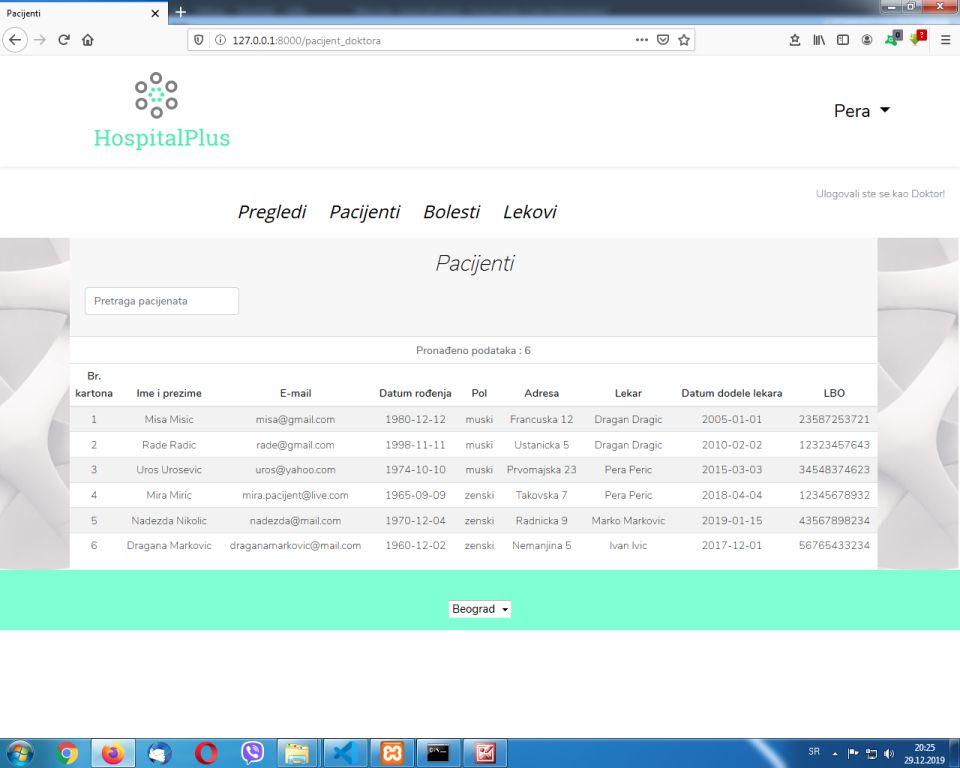 Pacijenti
127.0.0.1:8000/pacijent_doktora
0
?
HospitalPlus
Pera
Ulogovali ste se kao Doktor!
Pregledi Pacijenti Bolesti Lekovi
Pacijenti
Pretraga pacijenata
Pronađeno podataka : 6
Br. kartona Ime i prezime E-mail Datum rođenja Pol Adresa Lekar Datum dodele lekara LBO
1 Misa Misic misa@gmail.com 1980-12-12 muski Francuska 12 Dragan Dragic 2005-01-01 23587253721
2 Rade Radic rade@gmail.com 1998-11-11 muski Ustanicka 5 Dragan Dragic 2010-02-02 12323457643
3 Uros Urosevic uros@yahoo.com 1974-10-10 muski Prvomajska 23 Pera Peric 2015-03-03 34548374623
4 Mira Miric mira.pacijent@live.com 1965-09-09 zenski Takovska 7 Pera Peric 2018-04-04 12345678932
5 Nadezda Nikolic nadezda@mail.com 1970-12-04 zenski Radnicka 9 Marko Markovic 2019-01-15 43567898234
6 Dragana Markovic draganamarkovic@mail.com 1960-12-02 zenski Nemanjina 5 Ivan Ivic 2017-12-01 56765433234
Beograd
SR
20:25
29.12.2019